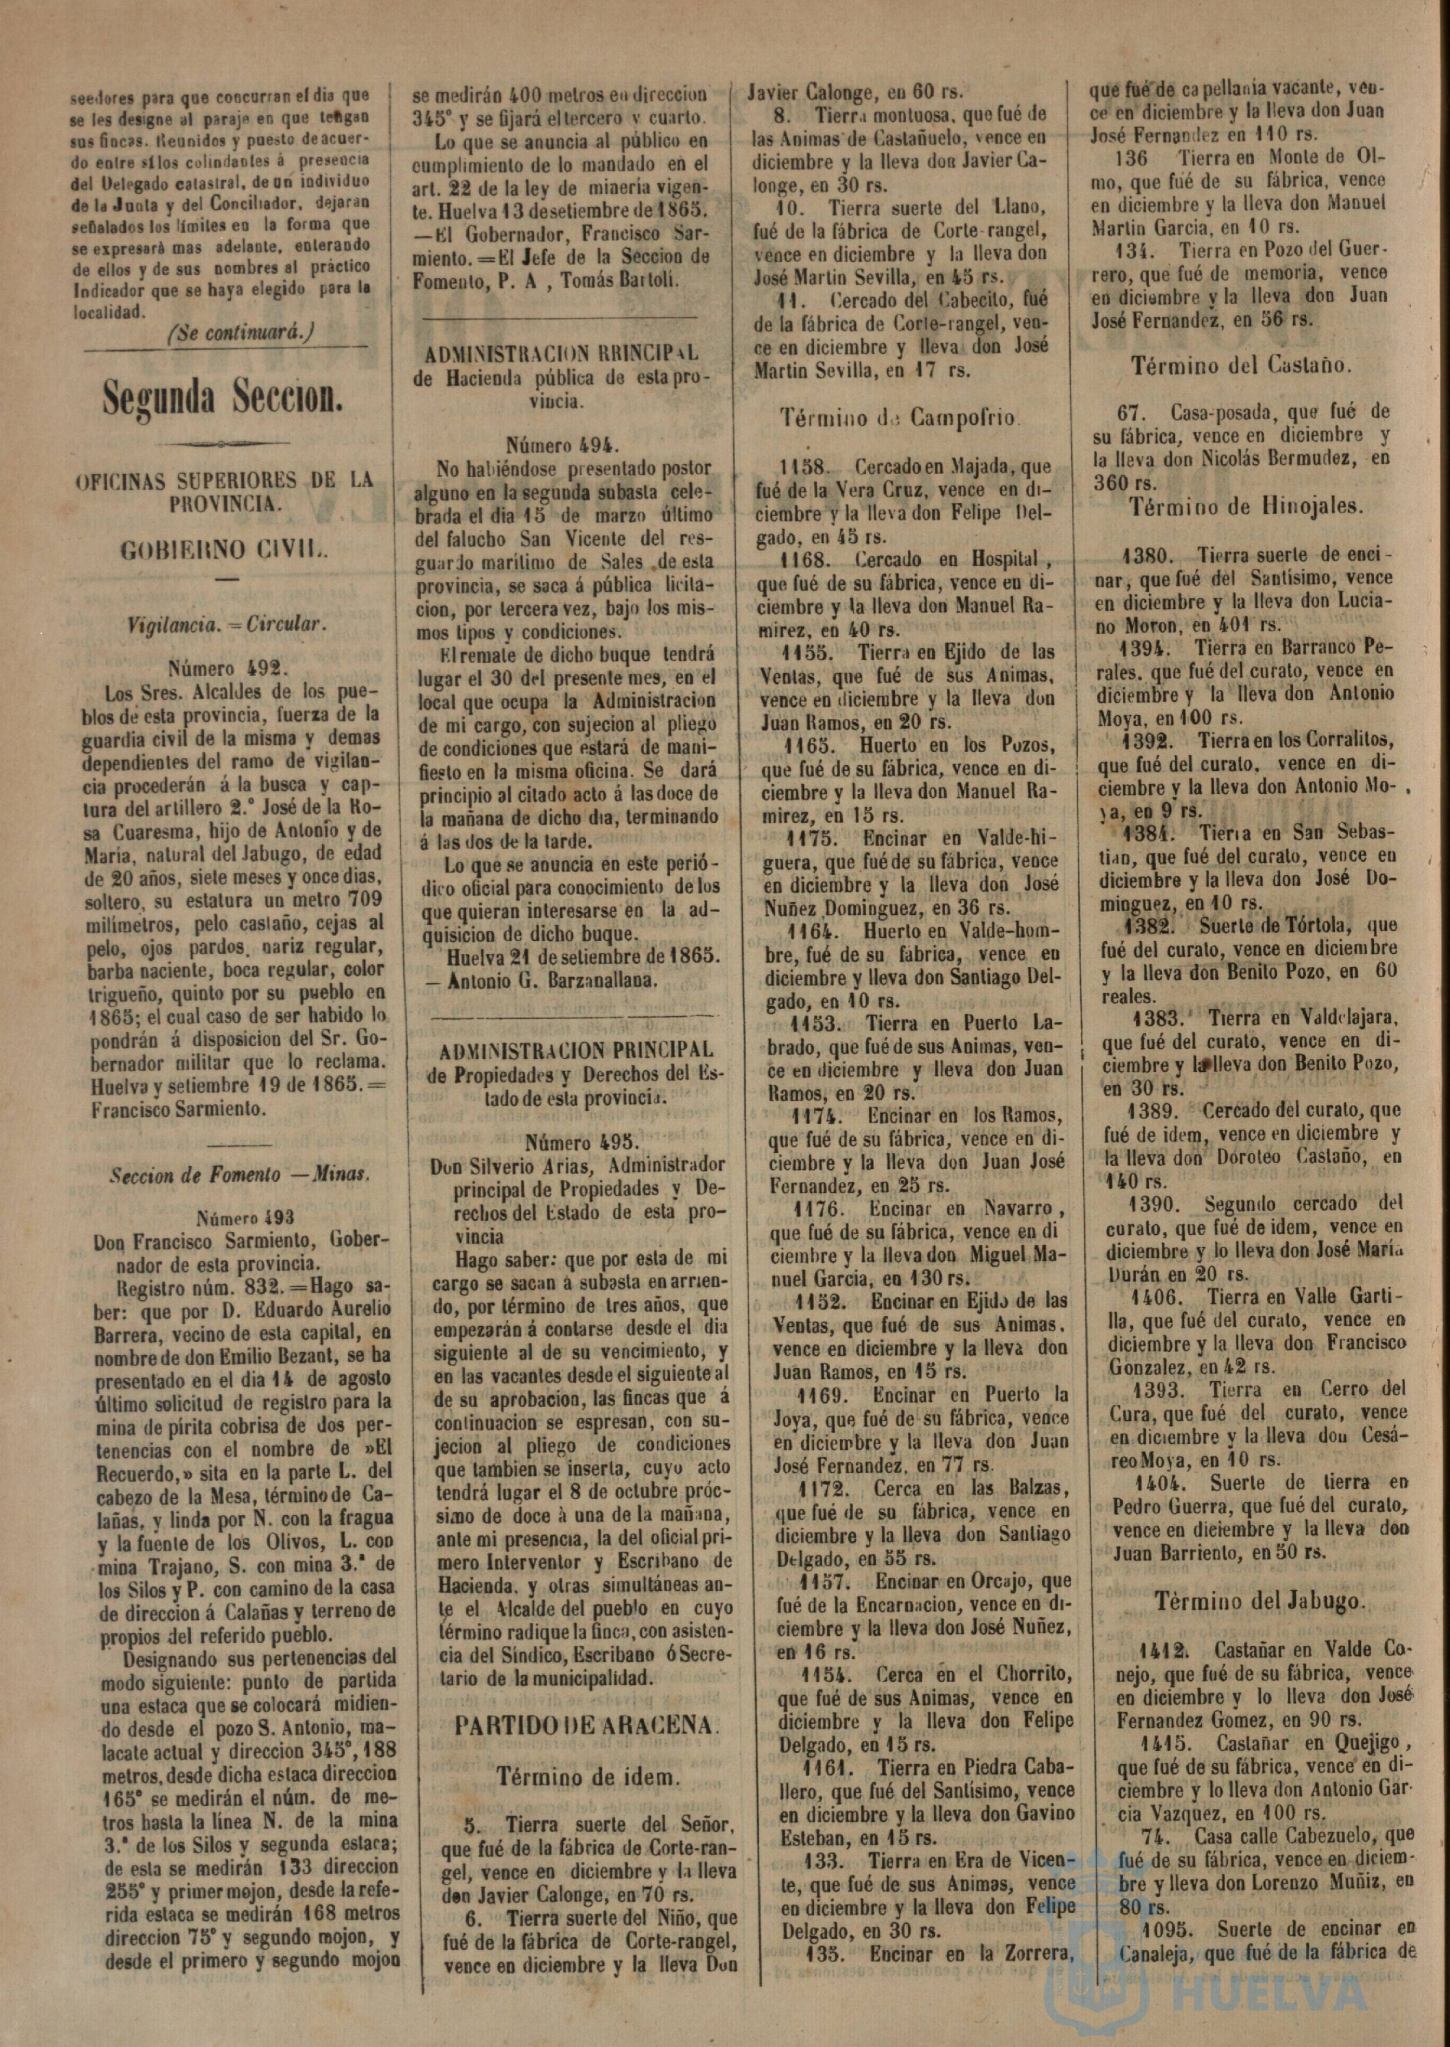 seedores para que concurran el dia que
se les designe al paraje en que tengan
sus fincas. Reunidos y puesto de acuer-
do entre sí los colindantes á presencia
del Delegado catastral, de un individuo
de la Junta y del Conciliador, dejaran
señalados los límites en la forma que
se expresará mas adelante, enterando
de ellos y de sus nombres al práctico
Indicador que se haya elegido para la
localidad.
(Se continuará.)
Segunda Seccion.
OFICINAS SUPERIORES DE LA
PROVINCIA.
GOBIERNO CIVIL.
Vigilancia.=Circular.
Número 492.
Los Sres. Alcaldes de los pue-
blos de esta provincia, fuerza de la
guardia civil de la misma y demas
dependientes del ramo de vigilan-
cia procederán á la busca y cap-
tura del artillero 2.° José de la Ro-
sa Cuaresma, hijo de Antonio y de
María, natural del Jabugo, de edad
de 20 años, siete meses y once dias,
soltero, su estatura un metro 709
milímetros, pelo castaño, cejas al
pelo, ojos pardos, nariz regular,
barba naciente, boca regular, color
trigueño, quinto por su pueblo en
1865; el cual caso de ser habido lo
pondrán á disposicion del Sr. Go-
bernador militar que lo reclama.
Huelva y setiembre 19 de 1865.=
Francisco Sarmiento.
Seccion de Fomento —Minas.
Número 493
Don Francisco Sarmiento, Gober-
nador de esta provincia.
Registro núm. 832.=Hago sa-
ber: que por D. Eduardo Aurelio
Barrera, vecino de esta capital, en
nombre de don Emilio Bezant, se ha
presentado en el dia 14 de agosto
último solicitud de registro para la
mina de pirita cobrisa de dos per-
tenencias con el nombre de »El
Recuerdo,» sita en la parte L. del
cabezo de la Mesa, término de Ca-
lañas, y linda por N. con la fragua
y la fuente de los Olivos, L. con
mina Trajano, S. con mina 3.ª de
los Silos y P. con camino de la casa
de direccion á Calañas y terreno de
propios del referido pueblo.
Designando sus pertenencias del
modo siguiente: punto de partida
una estaca que se colocará midien-
do desde el pozo S. Antonio, ma-
lacate actual y direccion 345°, 188
metros, desde dicha estaca direccion
165° se medirán el núm. de me-
tros hasta la línea N. de la mina
3.ª de los Silos y segunda estaca;
de esta se medirán 133 direccion
255° y primer mojon, desde la refe-
rida estaca se medirán 168 metros
direccion 75° y segundo mojon, y
desde el primero y segundo mojon
se medirán 400 metros en direccion
345° y se fijará el tercero y cuarto.
Lo que se anuncia al público en
cumplimiento de lo mandado en el
art. 22 de la ley de minería vigen-
te. Huelva 13 de setiembre de 1865.
—El Gobernador, Francisco Sar-
miento.=El Jefe de la Seccion de
Fomento, P. A , Tomás Bartoli.
ADMINISTRACION RRINCIPAL
de Hacienda pública de esta pro-
vincia.
Número 494.
No habiéndose presentado postor
alguno en la segunda subasta cele-
brada el dia 15 de marzo último
del falucho San Vicente del res-
guardo marítimo de Sales de esta
provincia, se saca á pública licita-
cion, por tercera vez, bajo los mis-
mos tipos y condiciones.
El remate de dicho buque tendrá
lugar el 30 del presente mes, en el
local que ocupa la Administracion
de mi cargo, con sujecion al pliego
de condiciones que estará de mani-
fiesto en la misma oficina. Se dará
principio al citado acto á las doce de
la mañana de dicho dia, terminando
á las dos de la tarde.
Lo que se anuncia en este perió-
dico oficial para conocimiento de los
que quieran interesarse en la ad-
quisicion de dicho buque.
Huelva 21 de setiembre de 1865.
— Antonio G. Barzanallana.
ADMINISTRACION PRINCIPAL
de Propiedades y Derechos del Es-
tado de esta provincia.
Número 495.
Don Silverio Arias, Administrador
principal de Propiedades y De-
rechos del Estado de esta pro-
vincia
Hago saber: que por esta de mi
cargo se sacan á subasta en arrien-
do, por término de tres años, que
empezarán á contarse desde el dia
siguiente al de su vencimiento, y
en las vacantes desde el siguiente al
de su aprobacion, las fincas que á
continuacion se espresan, con su-
jecion al pliego de condiciones
que tambien se inserta, cuyo acto
tendrá lugar el 8 de octubre próc-
simo de doce á una de la mañana,
ante mi presencia, la del oficial pri-
mero Interventor y Escribano de
Hacienda. y otras simultáneas an-
te el Alcalde del pueblo en cuyo
término radique la finca, con asisten-
cia del Síndico, Escribano ó Secre-
tario de la municipalidad.
PARTIDO DE ARACENA.
Término de idem.
5. Tierra suerte del Señor,
que fué de la fábrica de Corte-ran-
gel, vence en diciembre y la lleva
don Javier Calonge, en 70 rs.
6. Tierra suerte del Niño, que
fué de la fábrica de Corte-rangel,
vence en diciembre y la lleva Don
Javier Calonge, en 60 rs.
8. Tierra montuosa, que fué de
las Animas de Castañuelo, vence en
diciembre y la lleva don Javier Ca-
longe, en 30 rs.
10. Tierra suerte del Llano,
fué de la fábrica de Corte-rangel,
vence en diciembre y la lleva don
José Martin Sevilla, en 45 rs.
11. Cercado del Cabecito, fué
de la fábrica de Corte-rangel, ven-
ce en diciembre y lleva don José
Martin Sevilla, en 17 rs.
Término de Campofrio.
1158. Cercado en Majada, que
fué de la Vera Cruz, vence en di-
ciembre y la lleva don Felipe Del-
gado, en 45 rs.
1168. Cercado en Hospital,
que fué de su fábrica, vence en di-
ciembre y la lleva don Manuel Ra-
mirez, en 40 rs.
1155. Tierra en Ejido de las
Ventas, que fué de sus Animas,
vence en diciembre y la lleva don
Juan Ramos, en 20 rs.
1165. Huerto en los Pozos,
que fué de su fábrica, vence en di-
ciembre y la lleva don Manuel Ra-
mirez, en 15 rs.
1175. Encinar en Valde-hi-
guera, que fué de su fábrica, vence
en diciembre y la lleva don José
Nuñez Dominguez, en 36 rs.
1164. Huerto en Valde-hom-
bre, fué de su fábrica, vence en
diciembre y lleva don Santiago Del-
gado, en 10 rs.
1153. Tierra en Puerto La-
brado, que fué de sus Animas, ven-
ce en diciembre y lleva don Juan
Ramos, en 20 rs.
1174. Encinar en los Ramos,
que fué de su fábrica, vence en di-
ciembre y la lleva don Juan José
Fernandez, en 25 rs.
1176. Encinar en Navarro,
que fué de su fábrica, vence en di
ciembre y la lleva don Miguel Ma-
nuel García, en 130 rs.
1152. Encinar en Ejido de las
Ventas, que fué de sus Animas,
vence en diciembre y la lleva don
Juan Ramos, en 15 rs.
1169. Encinar en Puerto la
Joya, que fué de su fábrica, vence
en diciembre y la lleva don Juan
José Fernandez, en 77 rs.
1172. Cerca en las Balzas,
que fué de su fábrica, vence en
diciembre y la lleva don Santiago
Delgado, en 55 rs.
1157. Encinar en Orcajo, que
fué de la Encarnacion, vence en di-
ciembre y la lleva don José Nuñez,
en 16 rs.
1154. Cerca en el Chorrito,
que fué de sus Animas, vence en
diciembre y la lleva don Felipe
Delgado, en 15 rs.
1161. Tierra en Piedra Caba-
llero, que fué del Santísimo, vence
en diciembre y la lleva don Gavino
Esteban, en 15 rs.
133. Tierra en Era de Vicen-
te, que fué de sus Animas, vence
en diciembre y la lleva don Felipe
Delgado, en 30 rs.
135. Encinar en la Zorrera,
que fué de capellania vacante, ven-
ce en diciembre y la lleva don Juan
José Fernandez en 110 rs.
136 Tierra en Monte de Ol-
mo, que fué de su fábrica, vence
en diciembre y la lleva don Manuel
Martin Garcia, en 10 rs.
134. Tierra en Pozo del Guer-
rero, que fué de memoria, vence
en diciembre y la lleva don Juan
José Fernandez, en 56 rs.
Término del Castaño.
67. Casa-posada, que fué de
su fábrica, vence en diciembre y
la lleva don Nicolás Bermudez, en
360 rs.
Término de Hinojales.
1380. Tierra suerte de enci-
nar, que fué del Santísimo, vence
en diciembre y la lleva don Lucia-
no Moron, en 401 rs.
1394. Tierra en Barranco Pe-
rales, que fué del curato, vence en
diciembre y la lleva don Antonio
Moya, en 100 rs.
1392. Tierra en los Corralitos,
que fué del curato, vence en di-
ciembre y la lleva don Antonio Mo-
ya, en 9 rs.
1384. Tierra en San Sebas-
tian, que fué del curato, vence en
diciembre y la lleva don José Do-
minguez, en 10 rs.
1382. Suerte de Tórtola, que
fué del curato, vence en diciembre
y la lleva don Benito Pozo, en 60
reales.
1383. Tierra en Valdelajara,
que fué del curato, vence en di-
ciembre y la lleva don Benito Pozo,
en 30 rs.
1389. Cercado del curato, que
fué de idem, vence en diciembre y
la lleva don Doroteo Castaño, en
140 rs.
1390. Segundo cercado del
curato, que fué de idem, vence en
diciembre y lo lleva don José María
Durán en 20 rs.
1406. Tierra en Valle Garti-
lla, que fué del curato, vence en
diciembre y la lleva don Francisco
Gonzalez, en 42 rs.
1393. Tierra en Cerro del
Cura, que fué del curato, vence
en diciembre y la lleva don Cesá-
reo Moya, en 10 rs.
1404. Suerte de tierra en
Pedro Guerra, que fué del curato,
vence en dieiembre y la lleva don
Juan Barriento, en 50 rs.
Término del Jabugo.
1412. Castañar en Valde Co-
nejo, que fué de su fábrica, vence
en diciembre y lo lleva don José
Fernandez Gomez, en 90 rs.
1415. Castañar en Quejigo,
que fué de su fábrica, vence en di-
ciembre y lo lleva don Antonio Gar-
cia Vazquez, en 100 rs.
74. Casa calle Cabezuelo, que
fué de su fábrica, vence en diciem-
bre y lleva don Lorenzo Muñiz, en
80 rs.
1095. Suerte de encinar en
Canaleja, que fué de la fábrica de
HUELVA